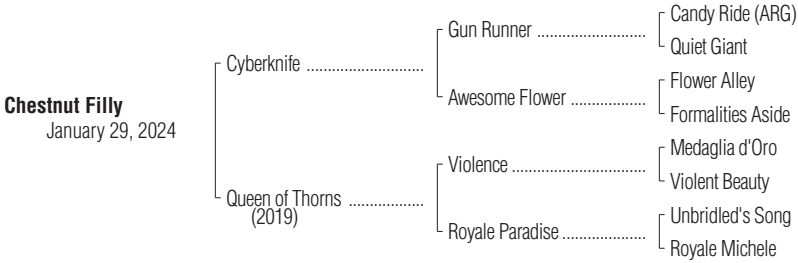 Candy Ride (ARG)
Gun Runner ..........................
Quiet Giant
Cyberknife ............................
Flower Alley
Awesome Flower ..................
Formalities Aside
Chestnut Filly
January 29, 2024
Medaglia d'Oro
Violence ................................
Violent Beauty
Queen of Thorns ..................
(2019)
Unbridled's Song
Royale Paradise ....................
Royale Michele